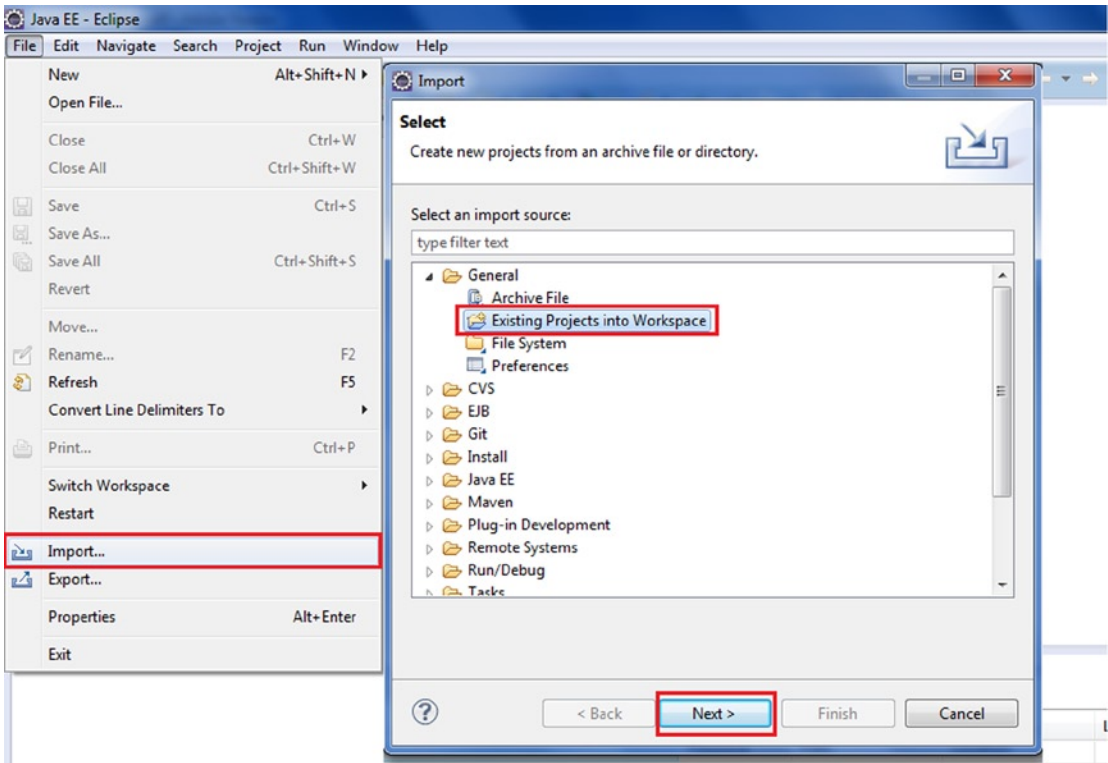 Java EE - Eclipse
File Edit Navigate Search Project Run Window Help
New Alt+Shift+N
Open File...
Close Ctrl+W
Close All Ctrl+Shift+W
Save Ctrl+S
Save As...
Save All Ctrl+Shift+S
Revert
Move...
Rename... F2
Refresh F5
Convert Line Delimiters To
Print... Ctrl+P
Switch Workspace
Restart
Import...
Export...
Properties Alt+Enter
Exit
Import
Select
Create new projects from an archive file or directory.
Select an import source:
type filter text
General
Archive File
Existing Projects into Workspace
File System
Preferences
CVS
EJB
Git
Install
Java EE
Maven
Plug-in Development
Remote Systems
Run/Debug
Tasks
< Back Next > Finish Cancel